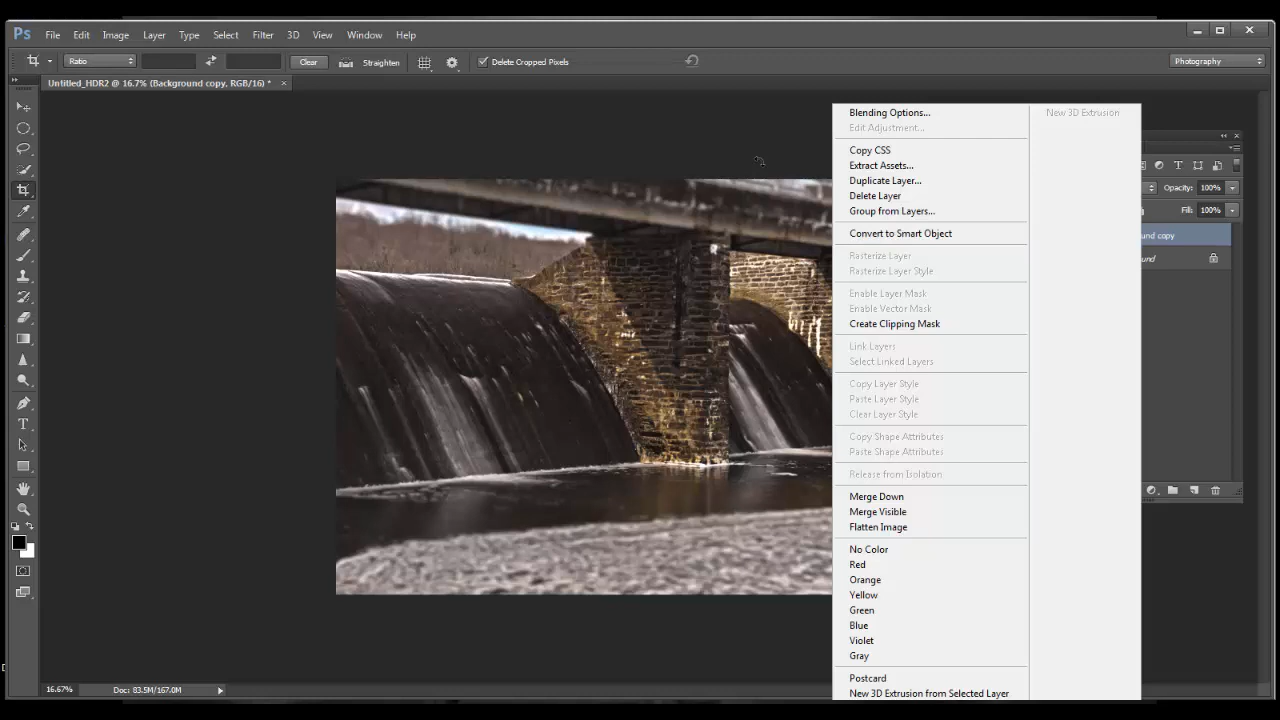 Ps File Edit Image Layer Type Select Filter 3D View Window Help
Ratio Clear Straighten Delete Cropped Pixels Photography
Untitled_HDR2 @ 16.7% (Background copy, RGB/16) * ×
Blending Options... New 3D Extrusion
Edit Adjustment...
Copy CSS
Extract Assets...
Duplicate Layer...
Opacity: 100%
Delete Layer
Group from Layers... Fill: 100%
Convert to Smart Object und copy
Rasterize Layer und
Rasterize Layer Style
Enable Layer Mask
Enable Vector Mask
Create Clipping Mask
Link Layers
Select Linked Layers
Copy Layer Style
Paste Layer Style
Clear Layer Style
Copy Shape Attributes
Paste Shape Attributes
Release from Isolation
Merge Down
Merge Visible
Flatten Image
No Color
Red
Orange
Yellow
Green
Blue
Violet
Gray
Postcard
New 3D Extrusion from Selected Layer
16.67% Doc: 83.5M/167.0M